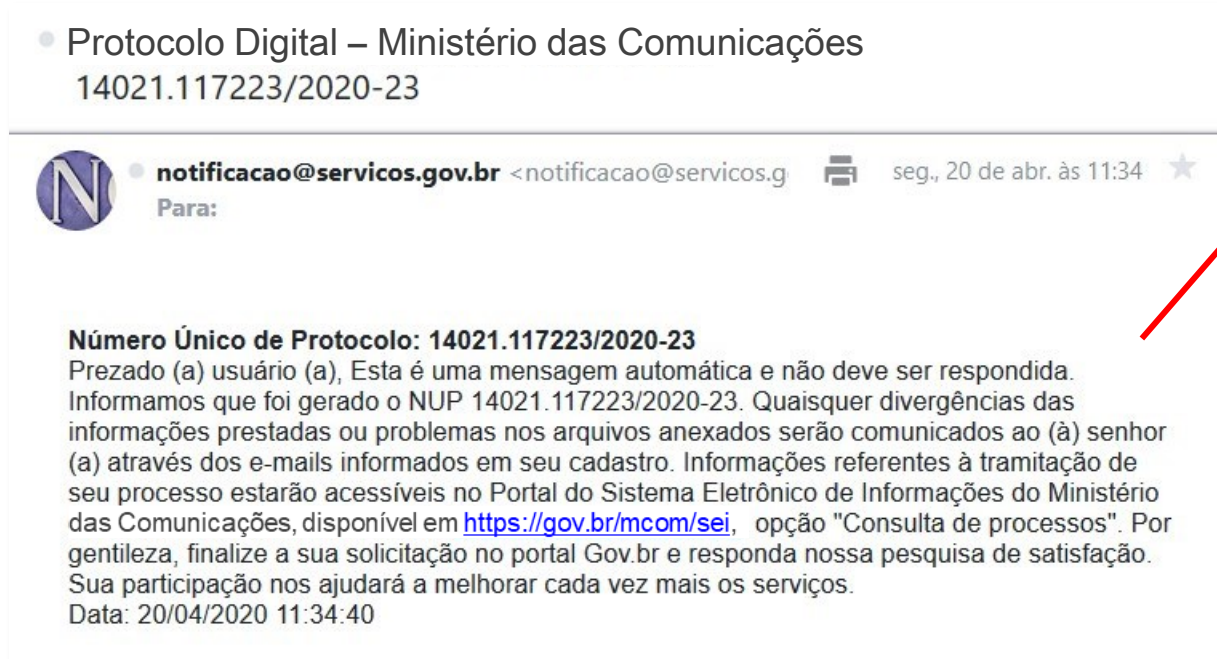 Protocolo Digital – Ministério das Comunicações
14021.117223/2020-23
N
notificacao@servicos.gov.br <notificacao@servicos.g
seg., 20 de abr. às 11:34
Para:
Número Único de Protocolo: 14021.117223/2020-23
Prezado (a) usuário (a), Esta é uma mensagem automática e não deve ser respondida.
Informamos que foi gerado o NUP 14021.117223/2020-23. Quaisquer divergências das
informações prestadas ou problemas nos arquivos anexados serão comunicados ao (à) senhor
(a) através dos e-mails informados em seu cadastro. Informações referentes à tramitação de
seu processo estarão acessíveis no Portal do Sistema Eletrônico de Informações do Ministério
das Comunicações, disponível em https://gov.br/mcom/sei, opção "Consulta de processos". Por
gentileza, finalize a sua solicitação no portal Gov.br e responda nossa pesquisa de satisfação.
Sua participação nos ajudará a melhorar cada vez mais os serviços.
Data: 20/04/2020 11:34:40